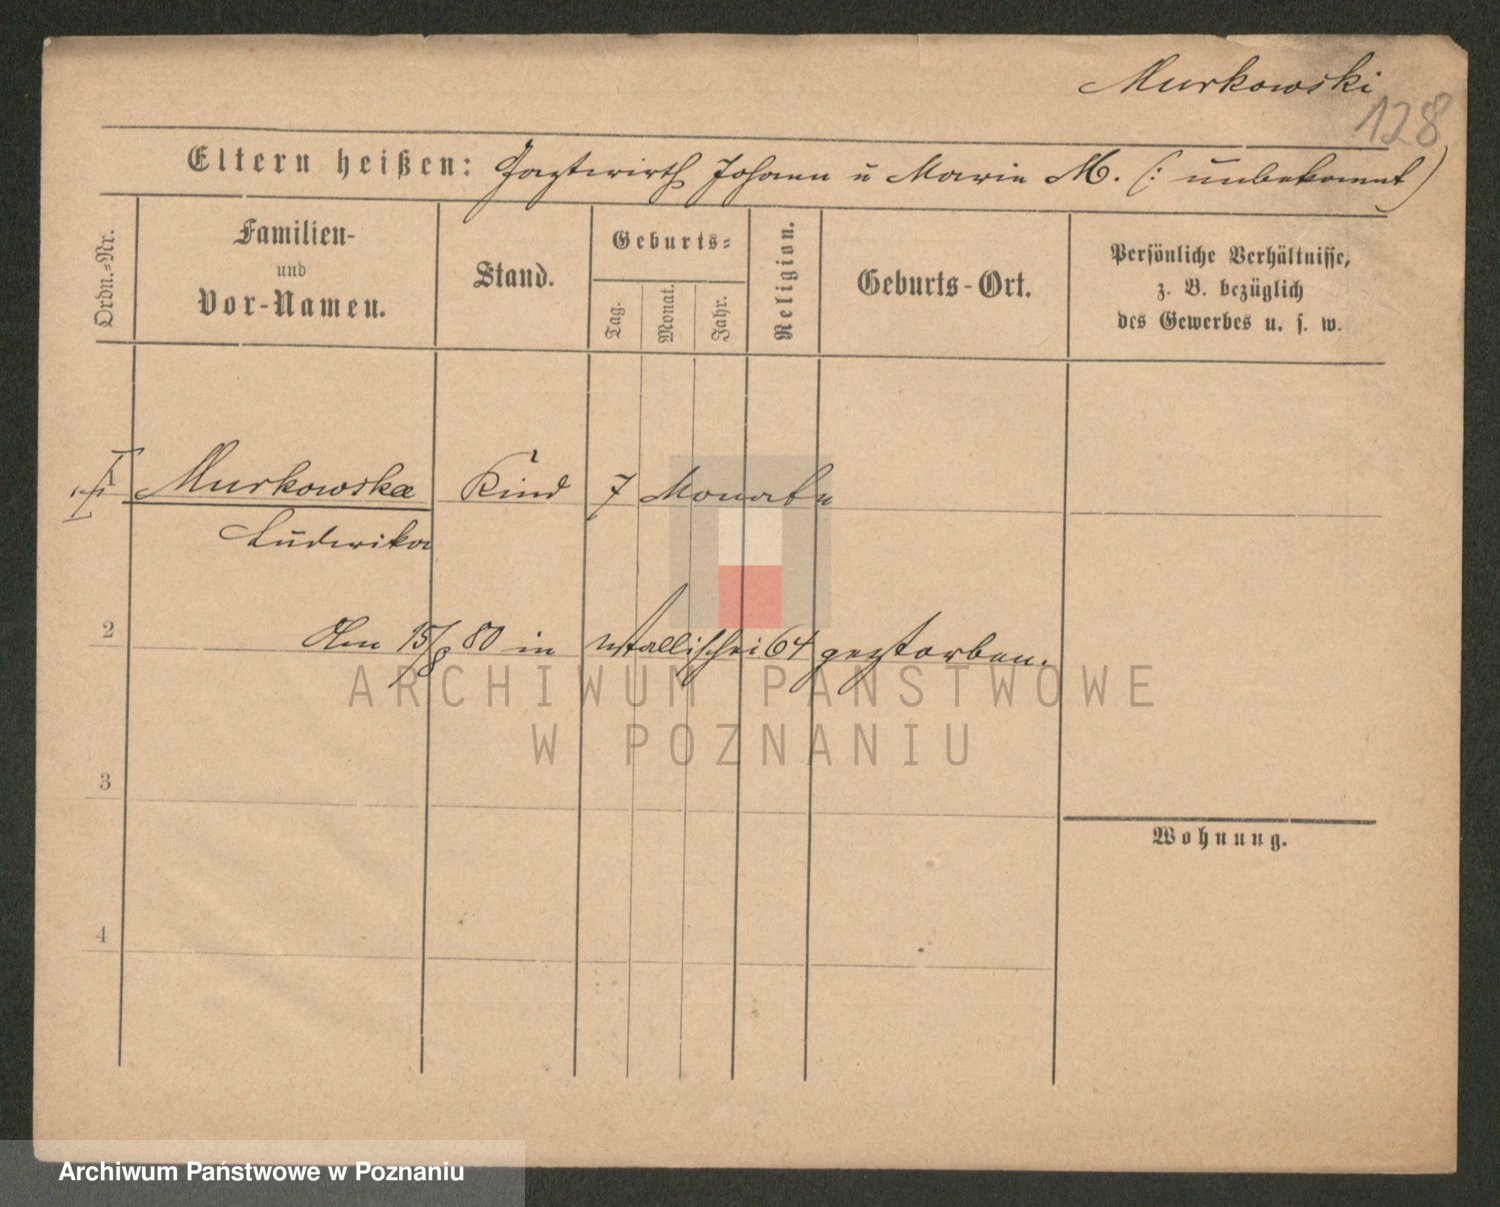 Murkowski
128
Eltern heißen: Gastwirth Johann u Marie M. (: unbekannt)
Ordn.-Nr.
Familien-
und
Vor-Namen.
Stand.
Geburts-
Tag.
Monat.
Jahr.
Religion.
Geburts-Ort.
Persönliche Verhältnisse,
z. B. bezüglich
des Gewerbes u. s. w.
Murkowska Kind 7 Monate
Ludwika
2
Am 15/8 80 in Wallischei 64 gestorben.
ARCHIWUM PAŃSTWOWE
W POZNANIU
3
Wohnung.
4
Archiwum Państwowe w Poznaniu